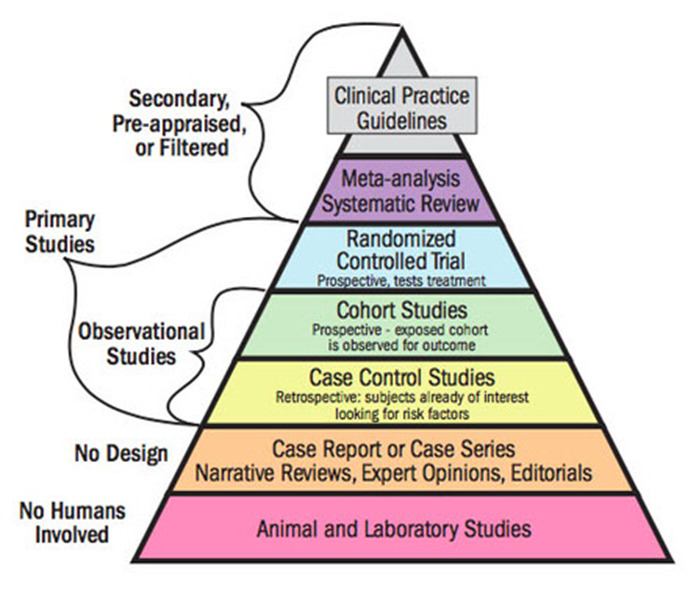 Clinical Practice
Guidelines
Secondary,
Pre-appraised,
or Filtered
Meta-analysis
Systematic Review
Primary
Studies
Randomized
Controlled Trial
Prospective, tests treatment
Observational
Studies
Cohort Studies
Prospective - exposed cohort
is observed for outcome
Case Control Studies
Retrospective: subjects already of interest
looking for risk factors
No Design
Case Report or Case Series
Narrative Reviews, Expert Opinions, Editorials
No Humans
Involved
Animal and Laboratory Studies